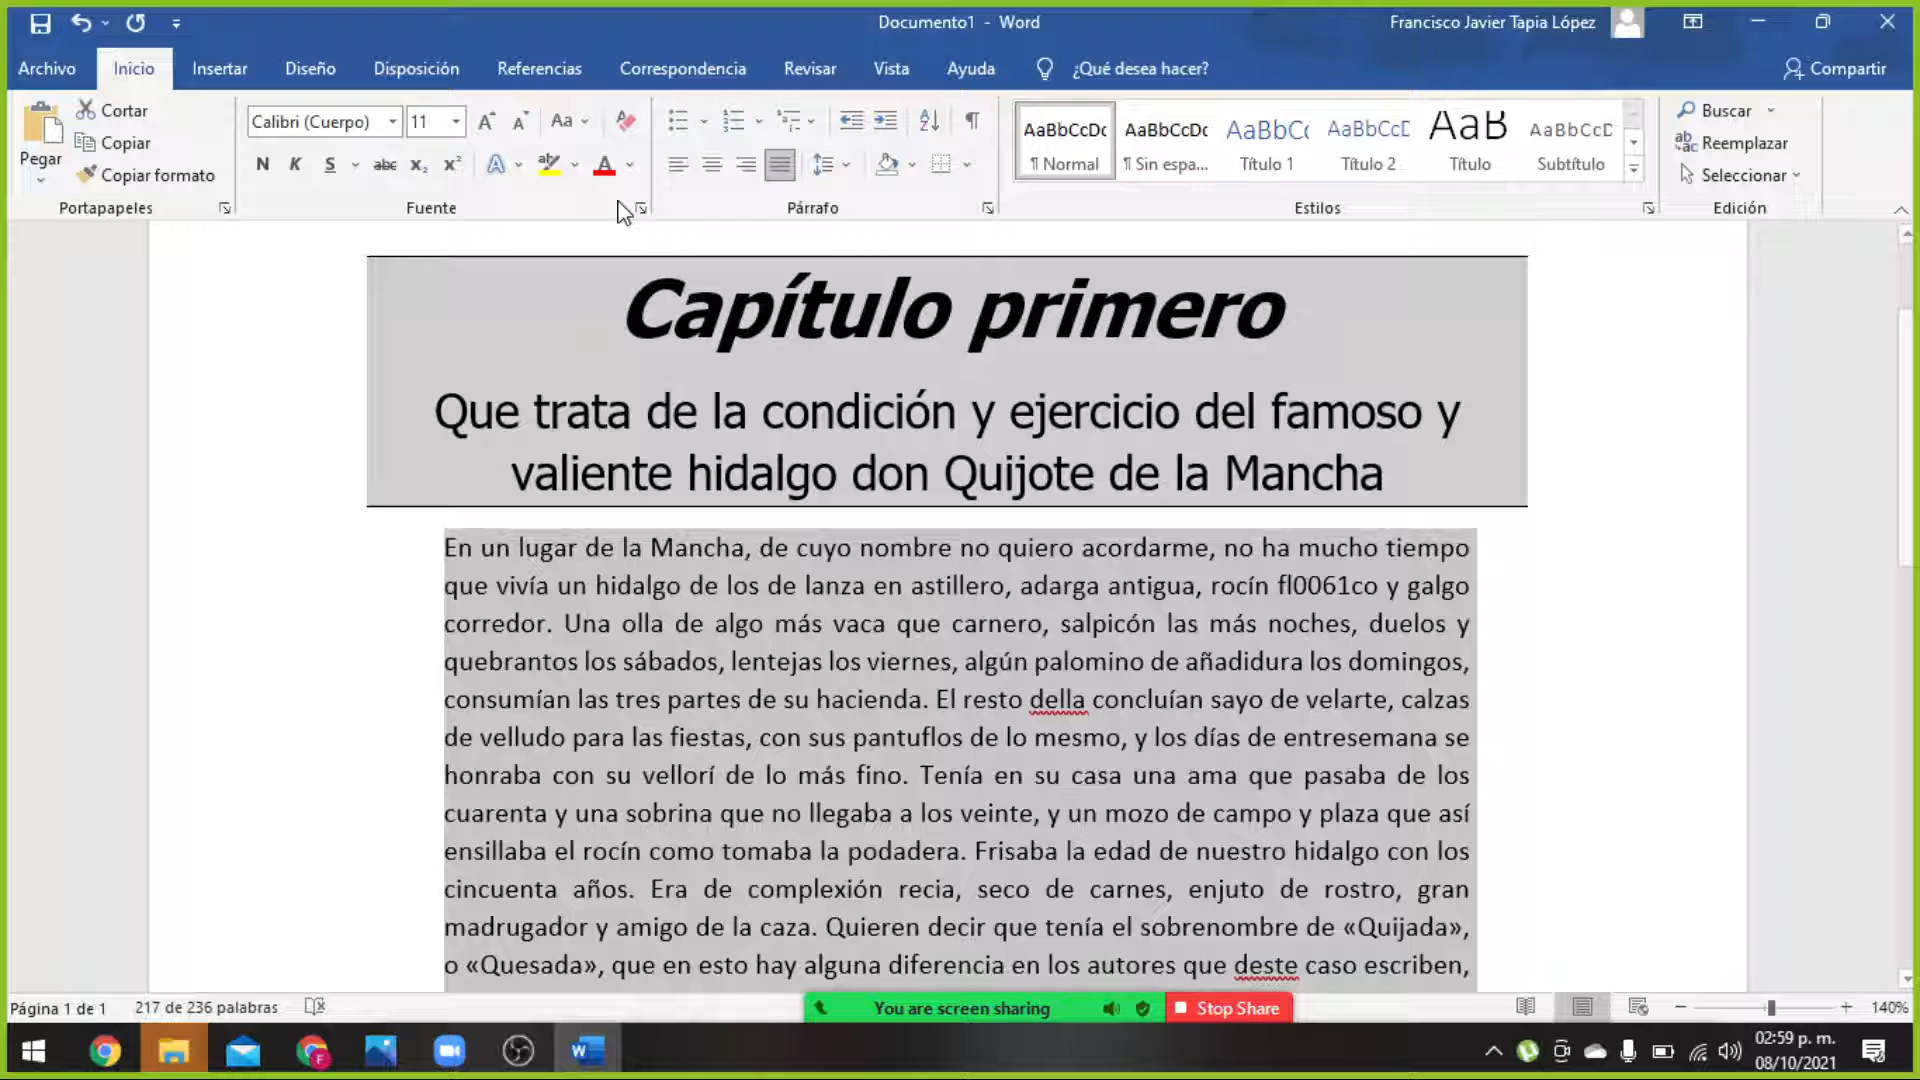 Documento1 - Word
Francisco Javier Tapia López
Archivo Inicio Insertar Diseño Disposición Referencias Correspondencia Revisar Vista Ayuda ¿Qué desea hacer? Compartir
Pegar
Cortar
Copiar
Copiar formato
Portapapeles
Calibri (Cuerpo) 11 Aa
N K S abc x₂ x² A A
Fuente
Párrafo
AaBbCcDc AaBbCcDc AaBbCc AaBbCcD AaB AaBbCcD
¶ Normal ¶ Sin espa... Título 1 Título 2 Título Subtítulo
Estilos
Buscar
Reemplazar
Seleccionar
Edición
Capítulo primero
Que trata de la condición y ejercicio del famoso y
valiente hidalgo don Quijote de la Mancha
En un lugar de la Mancha, de cuyo nombre no quiero acordarme, no ha mucho tiempo
que vivía un hidalgo de los de lanza en astillero, adarga antigua, rocín fl0061co y galgo
corredor. Una olla de algo más vaca que carnero, salpicón las más noches, duelos y
quebrantos los sábados, lentejas los viernes, algún palomino de añadidura los domingos,
consumían las tres partes de su hacienda. El resto della concluían sayo de velarte, calzas
de velludo para las fiestas, con sus pantuflos de lo mesmo, y los días de entresemana se
honraba con su vellorí de lo más fino. Tenía en su casa una ama que pasaba de los
cuarenta y una sobrina que no llegaba a los veinte, y un mozo de campo y plaza que así
ensillaba el rocín como tomaba la podadera. Frisaba la edad de nuestro hidalgo con los
cincuenta años. Era de complexión recia, seco de carnes, enjuto de rostro, gran
madrugador y amigo de la caza. Quieren decir que tenía el sobrenombre de «Quijada»,
o «Quesada», que en esto hay alguna diferencia en los autores que deste caso escriben,
Página 1 de 1 217 de 236 palabras
You are screen sharing
Stop Share
140%
02:59 p. m.
08/10/2021